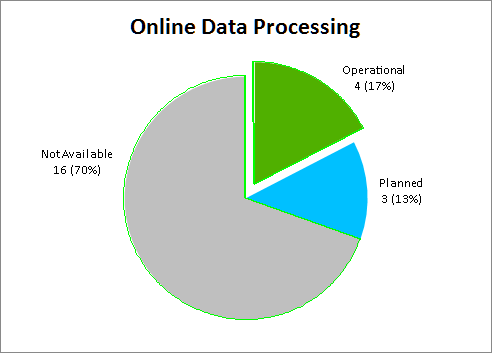 Online Data Processing
Operational
4 (17%)
Not Available
16 (70%)
Planned
3 (13%)